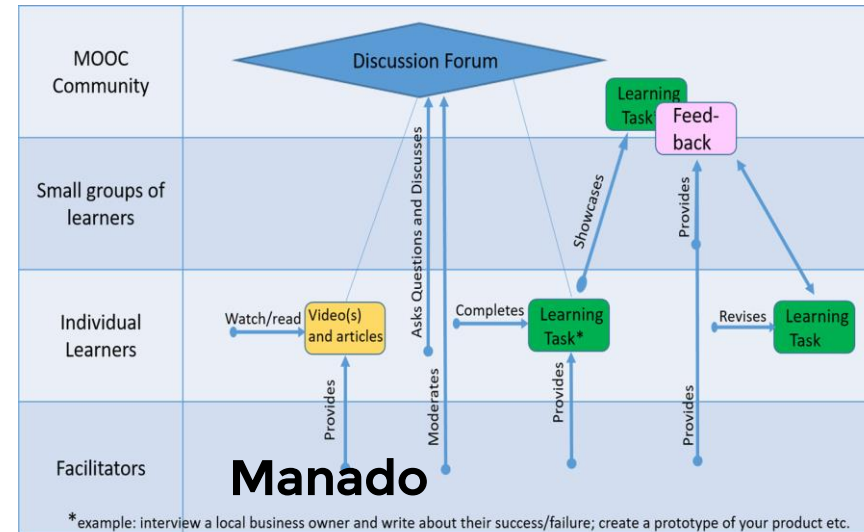 MOOC
Community
Discussion Forum
Learning
Task
Feed-
back
Small groups of
learners
Asks Questions and Discusses
Showcases
Provides
Individual
Learners
Watch/read
Video(s)
and articles
Completes
Learning
Task*
Revises
Learning
Task
Provides
Moderates
Provides
Provides
Facilitators
Manado
*example: interview a local business owner and write about their success/failure; create a prototype of your product etc.